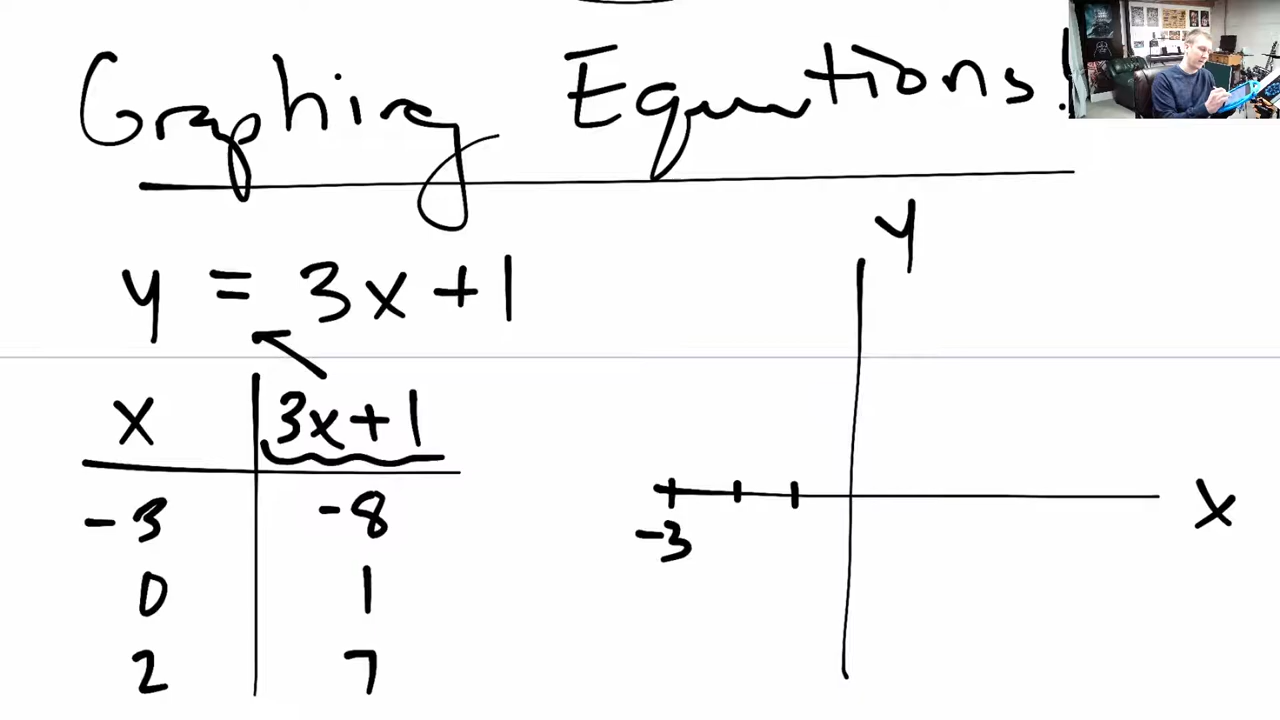 Graphing Equations!
y = 3x+1
y
x 3x+1
-3 -8
x
-3
0 1
2 7